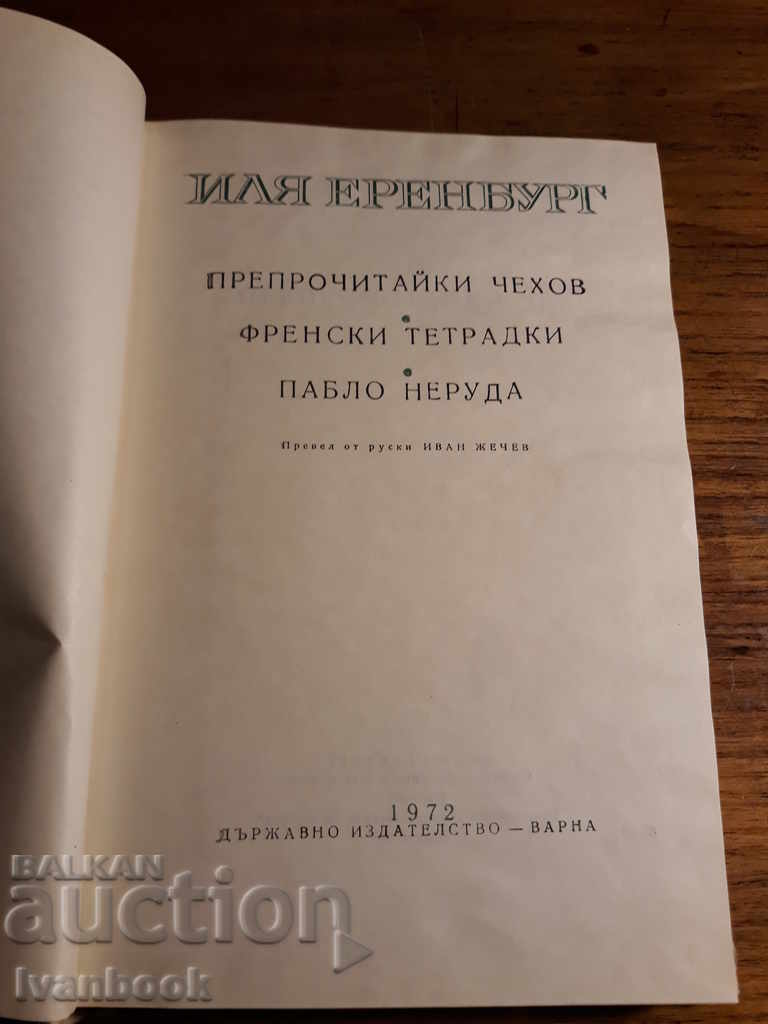 ИЛЯ ЕРЕНБУРГ
ПРЕПРОЧИТАЙКИ ЧЕХОВ
ФРЕНСКИ ТЕТРАДКИ
ПАБЛО НЕРУДА
Превел от руски ИВАН ЖЕЧЕВ
1972
ДЪРЖАВНО ИЗДАТЕЛСТВО — ВАРНА
BALKAN
auction
Ivanbook